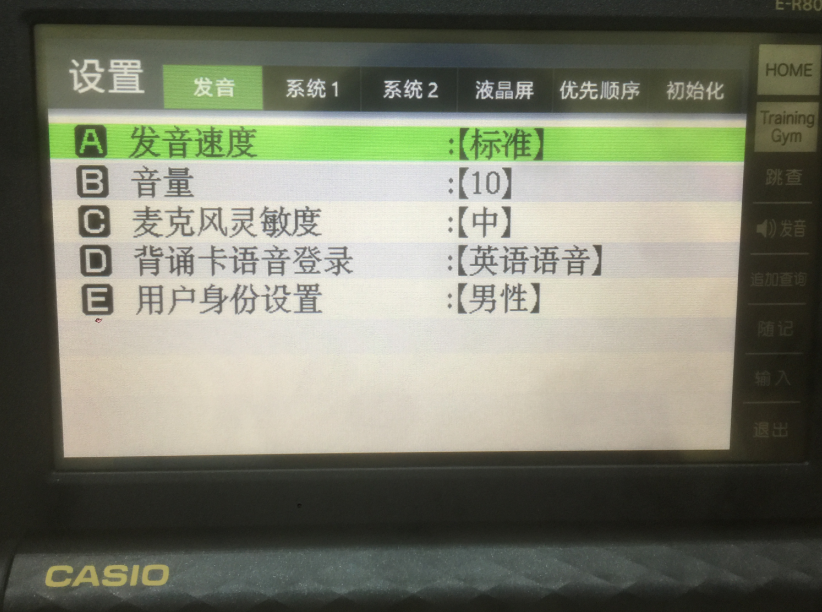 E-R80
设置 发音 系统1 系统2 液晶屏 优先顺序 初始化
A 发音速度 :【标准】
B 音量 :【10】
C 麦克风灵敏度 :【中】
D 背诵卡语音登录 :【英语语音】
E 用户身份设置 :【男性】
HOME
Training
Gym
跳查
发音
追加查询
随记
输入
退出
CASIO